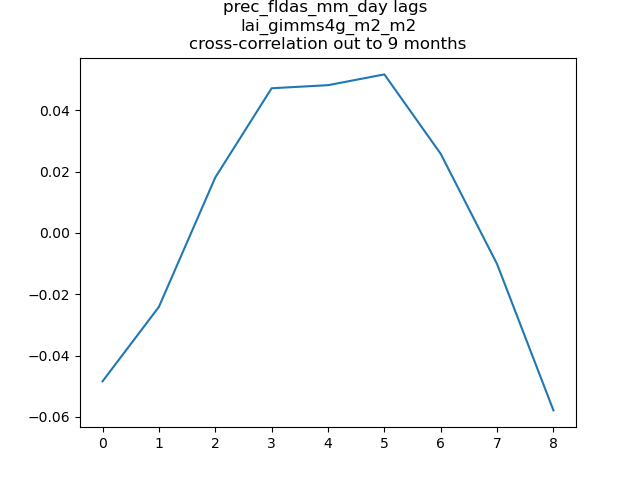 prec_fldas_mm_day lags
lai_gimms4g_m2_m2
cross-correlation out to 9 months
0.04
0.02
0.00
−0.02
−0.04
−0.06
0 1 2 3 4 5 6 7 8